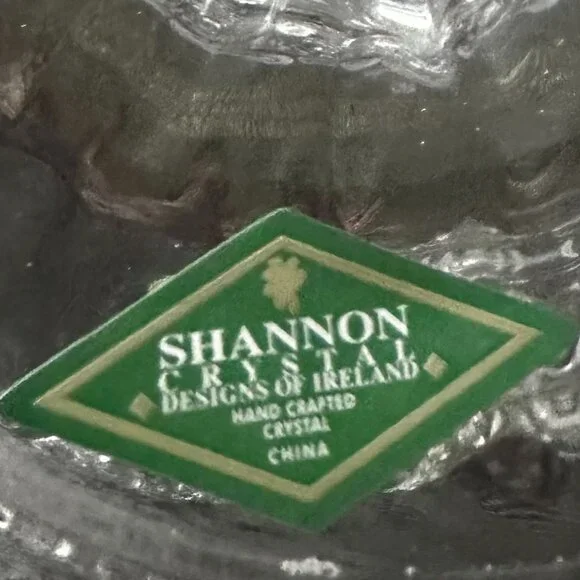 SHANNON
CRYSTAL
DESIGNS OF IRELAND
HAND CRAFTED
CRYSTAL
CHINA